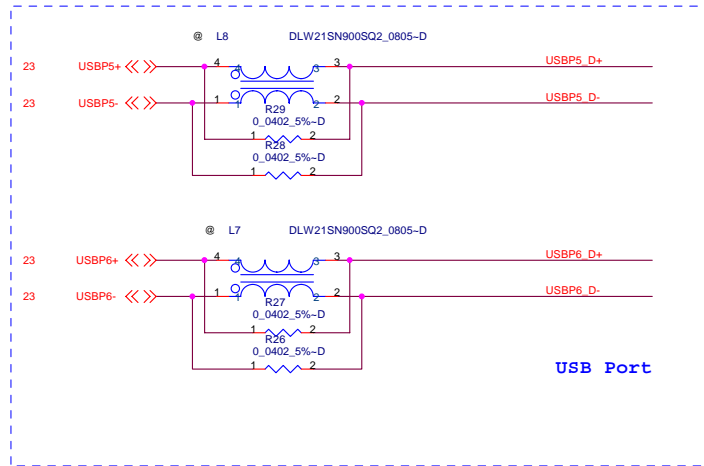 @ L8 DLW21SN900SQ2_0805~D
23 USBP5+ 4 4 3 3 USBP5_D+
23 USBP5- 1 1 2 2 USBP5_D-
R29
0_0402_5%~D
1 2
R28
0_0402_5%~D
1 2
@ L7 DLW21SN900SQ2_0805~D
23 USBP6+ 4 4 3 3 USBP6_D+
23 USBP6- 1 1 2 2 USBP6_D-
R27
0_0402_5%~D
1 2
R26
0_0402_5%~D
1 2
USB Port